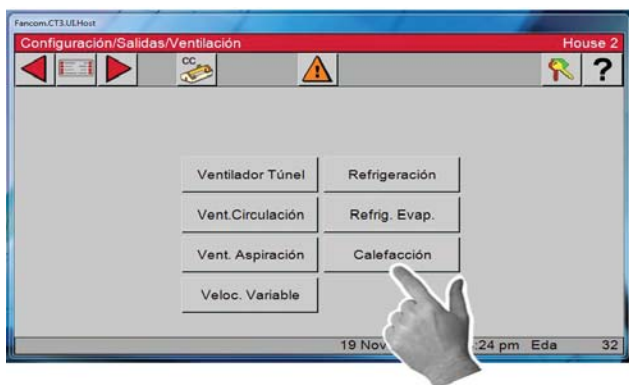 Fancom.CT3.UI.Host
Configuración/Salidas/Ventilación House 2
CC ?
Ventilador Túnel Refrigeración
Vent.Circulación Refrig. Evap.
Vent. Aspiración Calefacción
Veloc. Variable
19 Nov :24 pm Eda 32